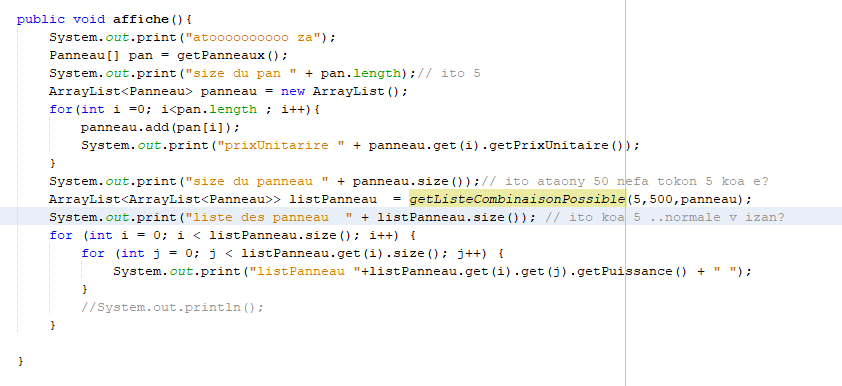 public void affiche(){
System.out.print("atoooooooooo za");
Panneau[] pan = getPanneaux();
System.out.print("size du pan " + pan.length);// ito 5
ArrayList<Panneau> panneau = new ArrayList();
for(int i =0; i<pan.length ; i++){
panneau.add(pan[i]);
System.out.print("prixUnitarire " + panneau.get(i).getPrixUnitaire());
}
System.out.print("size du panneau " + panneau.size());// ito ataony 50 nefa tokon 5 koa e?
ArrayList<ArrayList<Panneau>> listPanneau  = getListeCombinaisonPossible(5,500,panneau);
System.out.print("liste des panneau  " + listPanneau.size()); // ito koa 5 ..normale v izan?
for (int i = 0; i < listPanneau.size(); i++) {
for (int j = 0; j < listPanneau.get(i).size(); j++) {
System.out.print("listPanneau "+listPanneau.get(i).get(j).getPuissance() + " ");
}
//System.out.println();
}
}